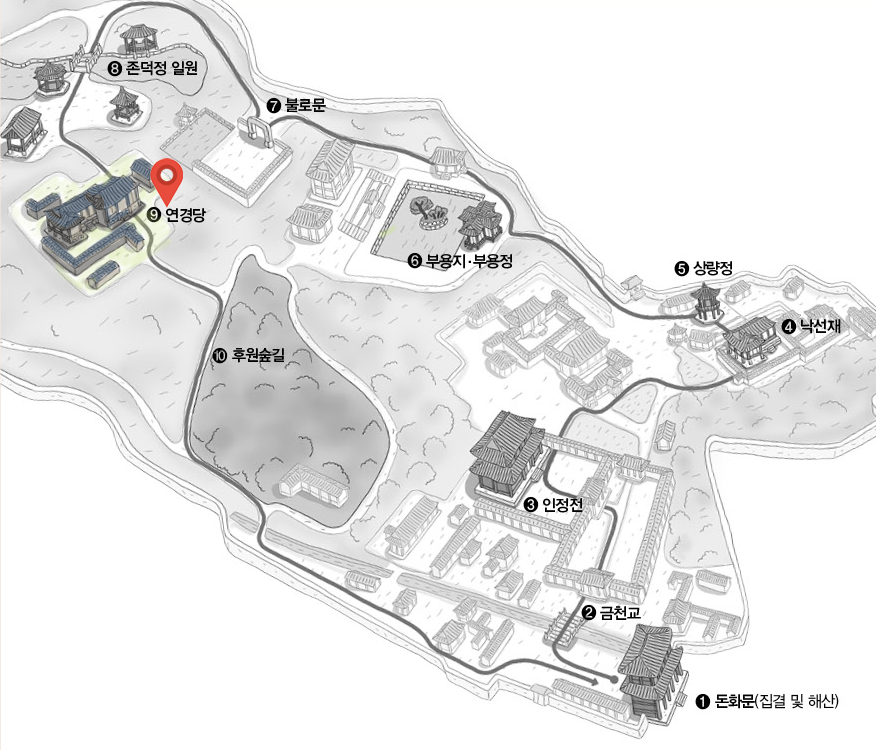 ❽ 존덕정 일원
❼ 불로문
❾ 연경당
❻ 부용지·부용정
❺ 상량정
❹ 낙선재
❿ 후원숲길
❸ 인정전
❷ 금천교
❶ 돈화문(집결 및 해산)